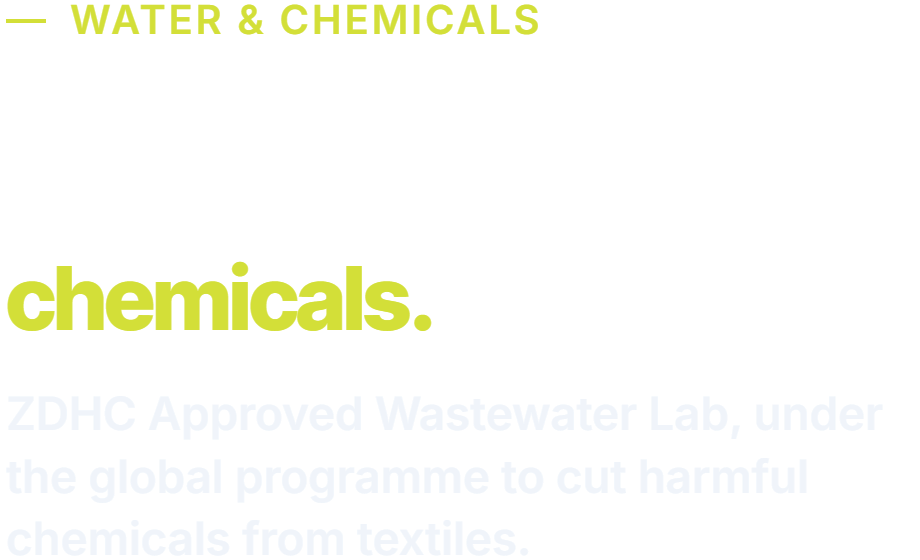 — WATER & CHEMICALS
chemicals.
ZDHC Approved Wastewater Lab, under
the global programme to cut harmful
chemicals from textiles.